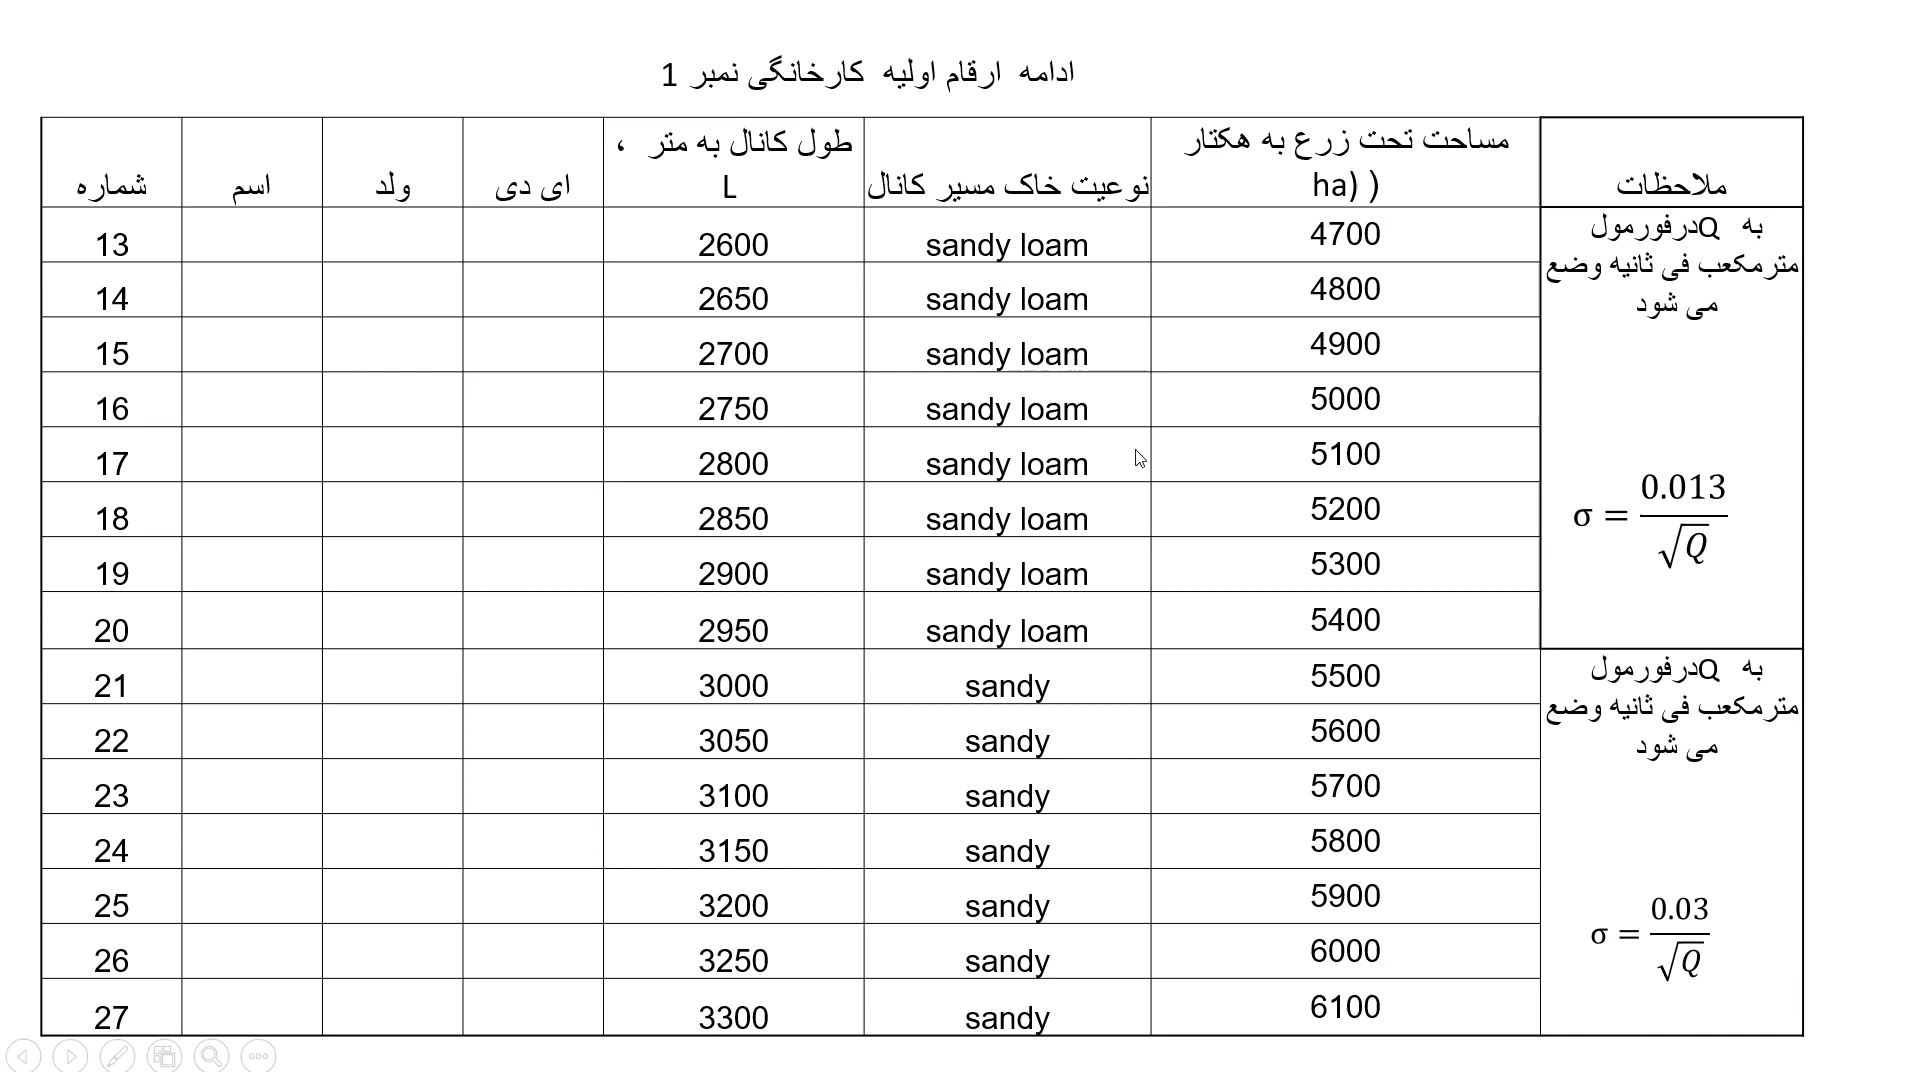 ادامه ارقام اولیه کارخانگی نمبر 1
شماره	اسم	ولد	ای دی	طول کانال به متر ، L	نوعیت خاک مسیر کانال	مساحت تحت زرع به هکتار ( (ha	ملاحظات
13	2600	sandy loam	4700
14	2650	sandy loam	4800
15	2700	sandy loam	4900
16	2750	sandy loam	5000
17	2800	sandy loam	5100
18	2850	sandy loam	5200
19	2900	sandy loam	5300
20	2950	sandy loam	5400
به Qدرفورمول
مترمکعب فی ثانیه وضع
می شود
σ = 0.013 / √Q
21	3000	sandy	5500
22	3050	sandy	5600
23	3100	sandy	5700
24	3150	sandy	5800
25	3200	sandy	5900
26	3250	sandy	6000
27	3300	sandy	6100
به Qدرفورمول
مترمکعب فی ثانیه وضع
می شود
σ = 0.03 / √Q